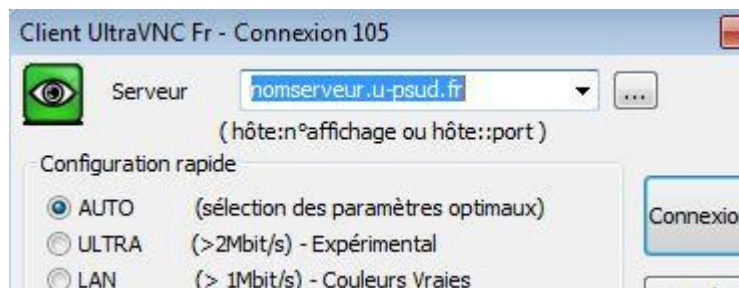 Client UltraVNC Fr - Connexion 105
Serveur nomserveur.u-psud.fr ...
( hôte:n°affichage ou hôte::port )
Configuration rapide
AUTO (sélection des paramètres optimaux)
Connexio
ULTRA (>2Mbit/s) - Expérimental
LAN (> 1Mbit/s) - Couleurs Vraies